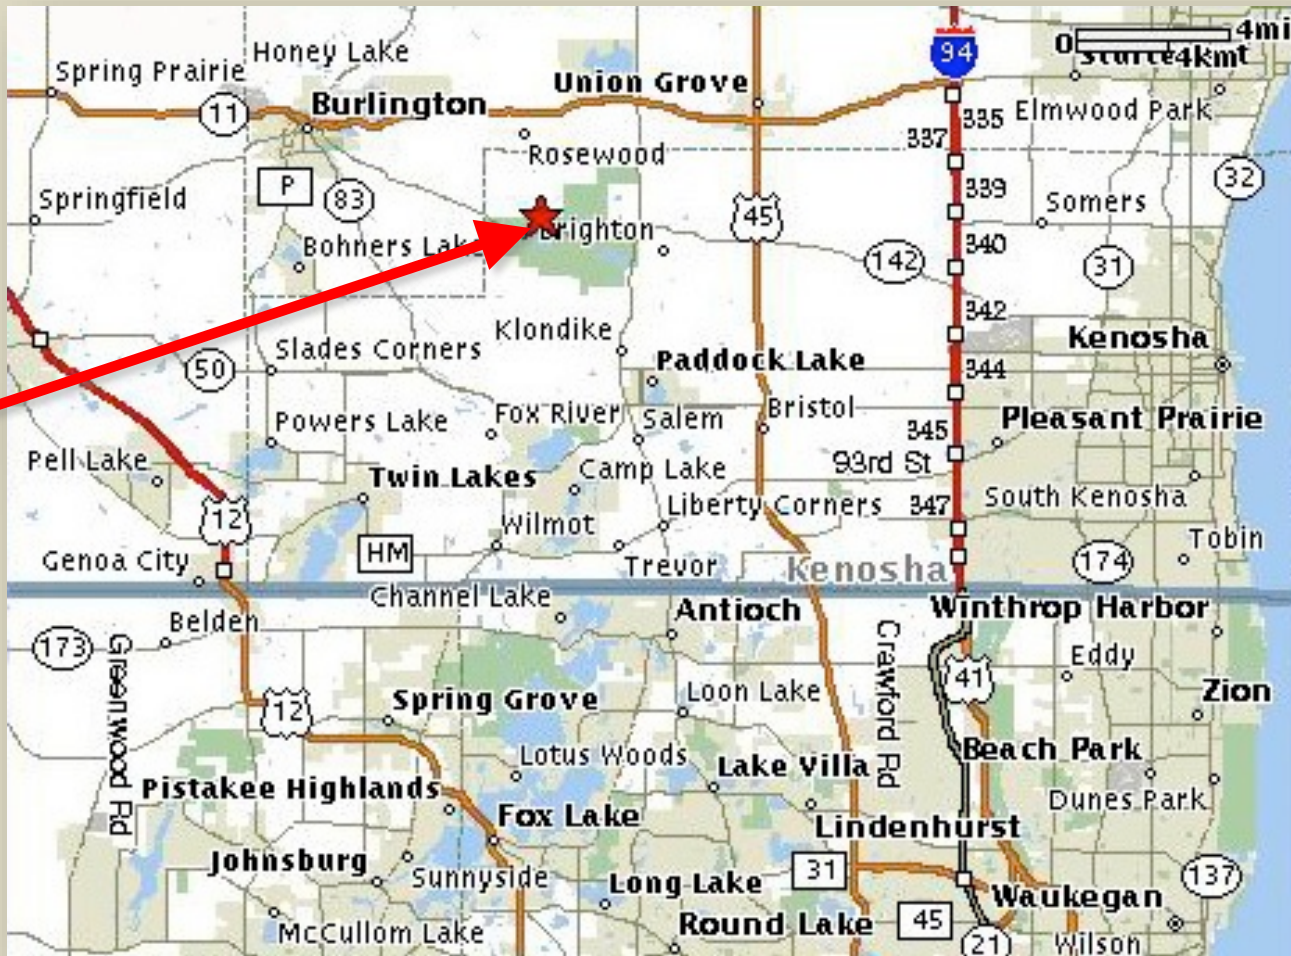 Honey Lake
94
0
4mi
4km
Spring Prairie
Union Grove
11
Burlington
335
Elmwood Park
337
Rosewood
P
83
339
32
Springfield
45
Somers
Bohners Lake
Brighton
340
142
31
342
Klondike
Kenosha
Slades Corners
50
Paddock Lake
344
Powers Lake
Fox River
Salem
Bristol
345
Pleasant Prairie
Pell Lake
Twin Lakes
Camp Lake
93rd St
12
Wilmot
Liberty Corners
347
South Kenosha
Genoa City
HM
Trevor
Kenosha
174
Tobin
Belden
Channel Lake
Antioch
Winthrop Harbor
173
Greenwood Rd
Crawford Rd
Eddy
41
12
Spring Grove
Loon Lake
Zion
Lotus Woods
Beach Park
Pistakee Highlands
Lake Villa
Dunes Park
Fox Lake
Lindenhurst
Johnsburg
Sunnyside
Long Lake
31
137
Waukegan
McCullom Lake
Round Lake
45
21
Wilson